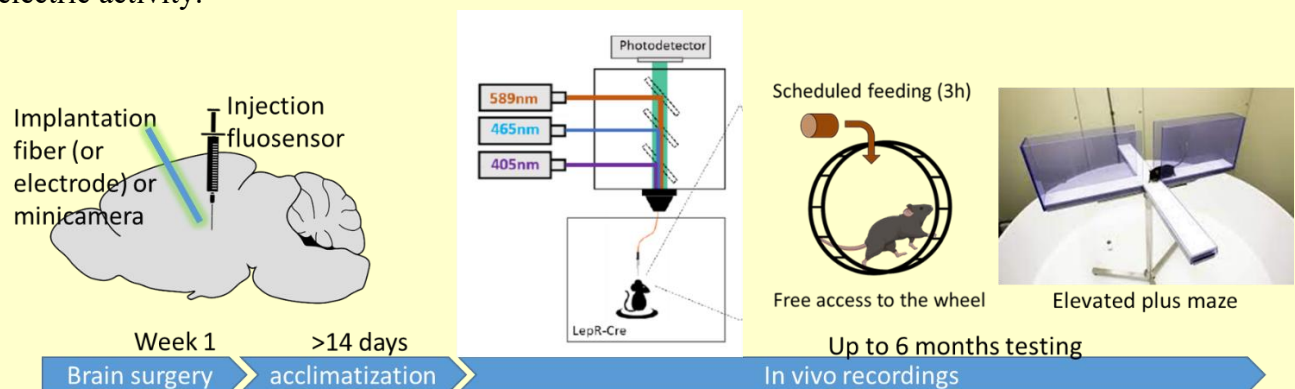 electric activity.
Implantation
fiber (or
electrode) or
minicamera
Injection
fluosensor
Photodetector
589nm
465nm
405nm
LepR-Cre
Scheduled feeding (3h)
Free access to the wheel
Elevated plus maze
Week 1
>14 days
Up to 6 months testing
Brain surgery
acclimatization
In vivo recordings